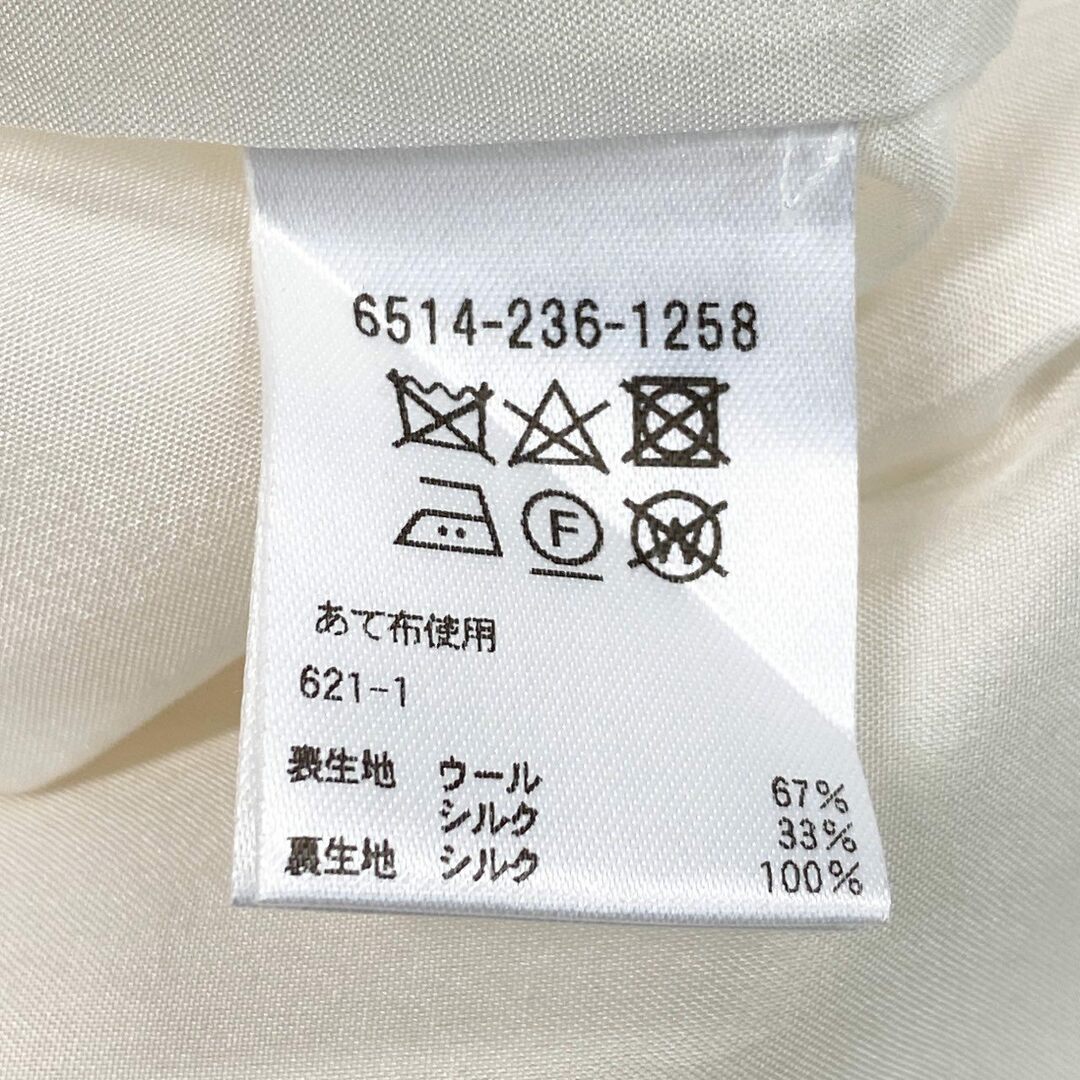 6514-236-1258
F W
あて布使用
621-1
表生地 ウール 67%
シルク 33%
裏生地 シルク 100%